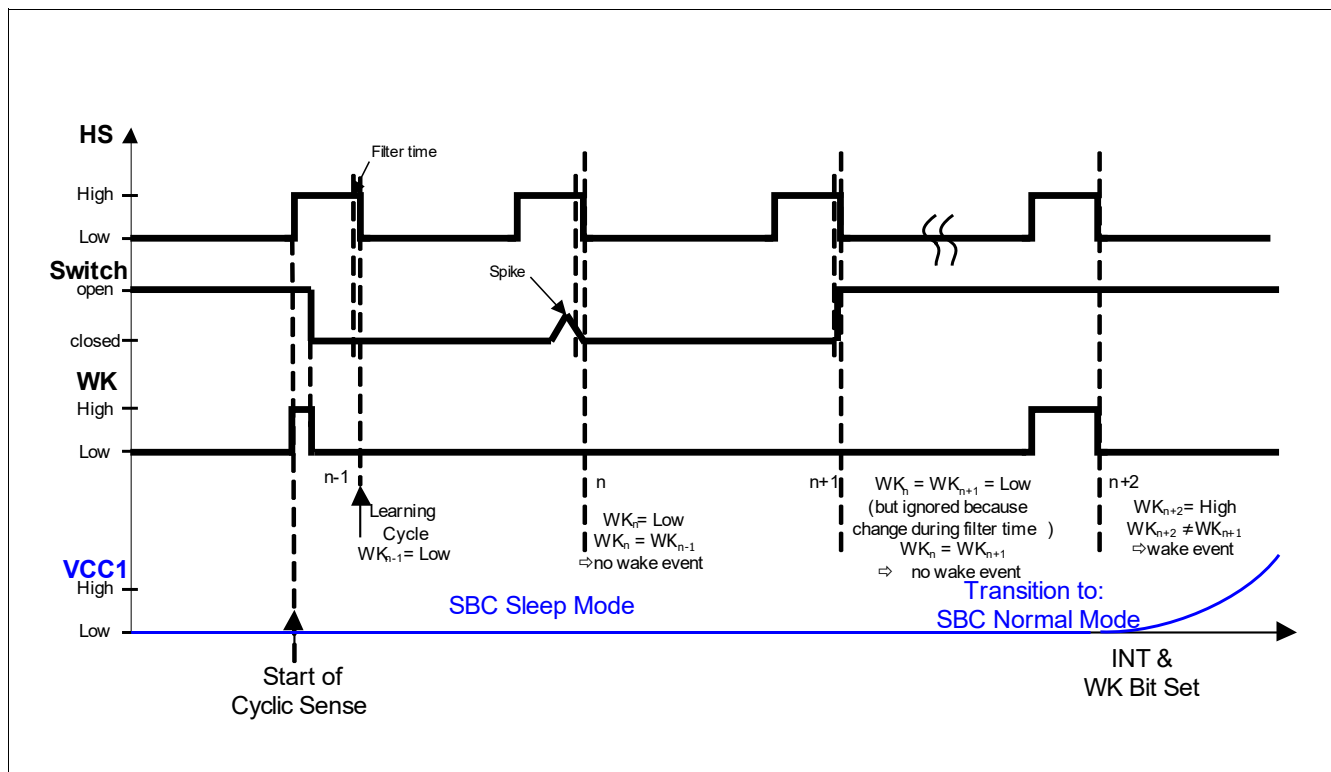 HS
Filter time
High
Low
Switch
open
Spike
closed
WK
High
Low
n-1
n
n+1
n+2
Learning
Cycle
WKn-1= Low
WKn= Low
WKn = WKn-1
⇨no wake event
WKn = WKn+1 = Low
(but ignored because
change during filter time )
WKn = WKn+1
⇨ no wake event
WKn+2= High
WKn+2 ≠WKn+1
⇨wake event
VCC1
High
Low
SBC Sleep Mode
Transition to:
SBC Normal Mode
Start of
Cyclic Sense
INT &
WK Bit Set